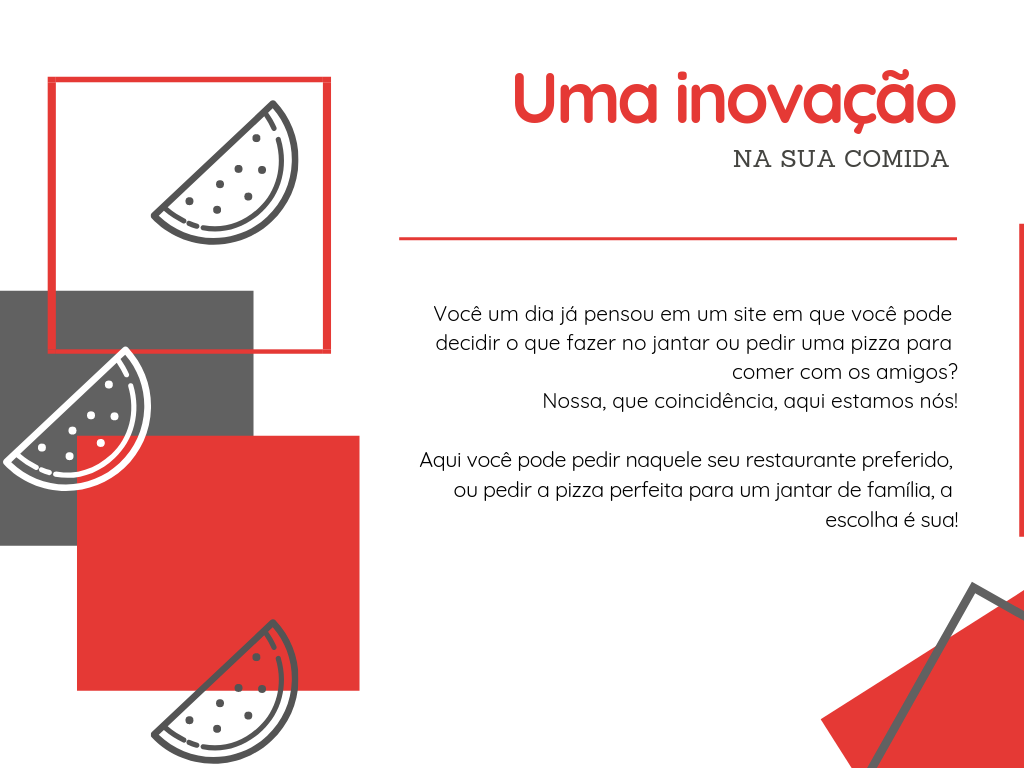 Uma inovação
NA SUA COMIDA
Você um dia já pensou em um site em que você pode
decidir o que fazer no jantar ou pedir uma pizza para
comer com os amigos?
Nossa, que coincidência, aqui estamos nós!
Aqui você pode pedir naquele seu restaurante preferido,
ou pedir a pizza perfeita para um jantar de família, a
escolha é sua!